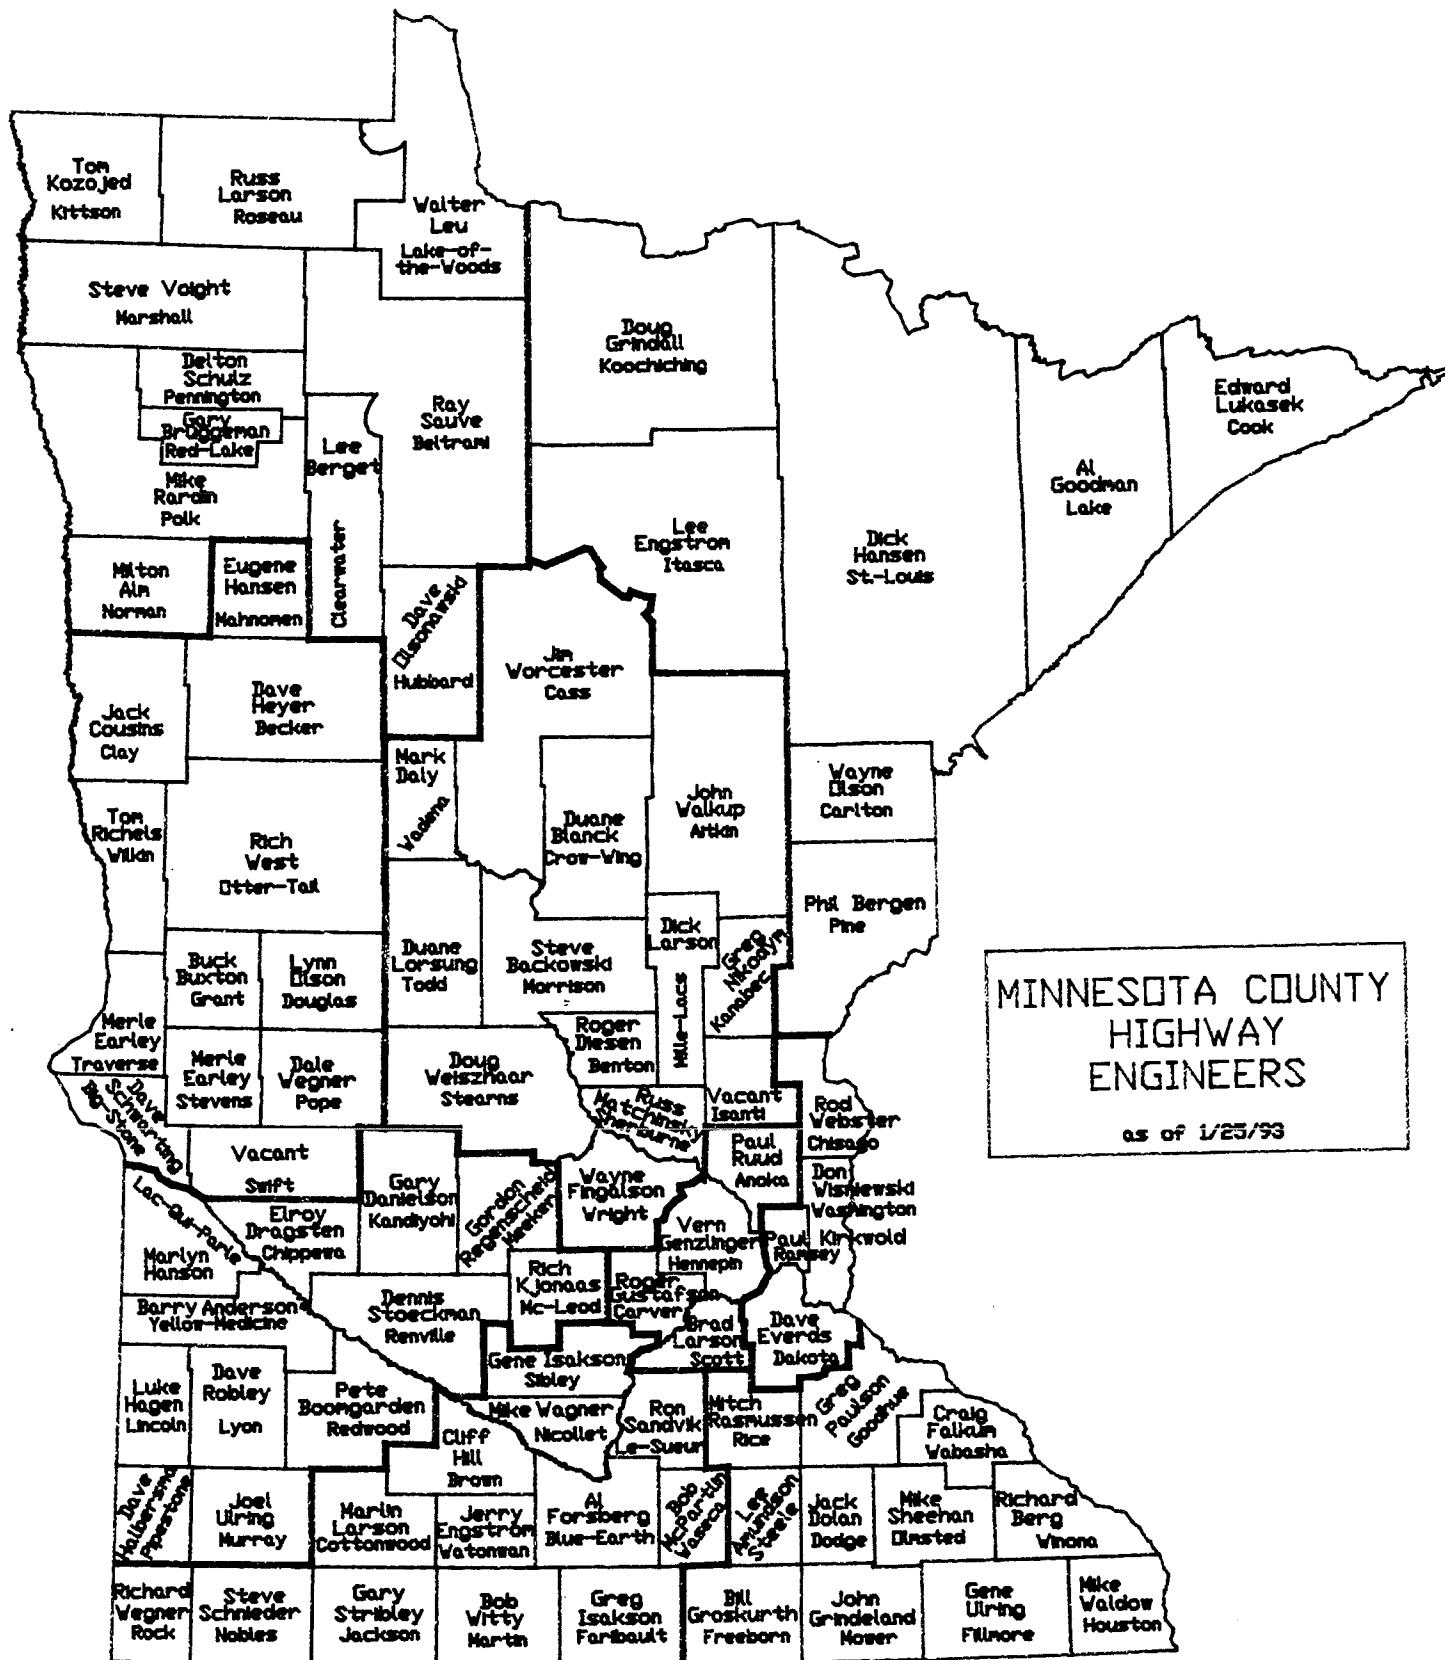 Tom
Kozojed
Kittson
Russ
Larson
Roseau
Walter
Leu
Lake-of-
the-Woods
Steve Voight
Marshall
Doug
Grindall
Koochiching
Delton
Schulz
Pennington
Gary
Bruggeman
Red-Lake
Mike
Rardin
Polk
Lee
Berget
Clearwater
Ray
Sauve
Beltrami
Edward
Lukasek
Cook
Al
Goodman
Lake
Lee
Engstrom
Itasca
Dick
Hansen
St.-Louis
Milton
Alm
Norman
Eugene
Hansen
Mahnomen
Dave
Olsonawski
Hubbard
Jim
Worcester
Cass
Jack
Cousins
Clay
Dave
Heyer
Becker
Mark
Daly
Wadena
Duane
Blanck
Crow-Wing
John
Walkup
Aitkin
Wayne
Olson
Carlton
Tom
Richels
Wilkin
Rich
West
Otter-Tail
Phil Bergen
Pine
Buck
Buxton
Grant
Lynn
Olson
Douglas
Duane
Lorsung
Todd
Steve
Backowski
Morrison
Dick
Larson
Mille-Lacs
Greg
Nikodym
Kanabec
MINNESOTA COUNTY
HIGHWAY
ENGINEERS
as of 1/25/93
Merle
Earley
Traverse
Merle
Earley
Stevens
Dale
Wegner
Pope
Doug
Weiszhaar
Stearns
Roger
Diesen
Benton
Dave
Schwarting
Big-Stone
Russ
Matchinsky
Sherburne
Vacant
Isanti
Rod
Webster
Chisago
Vacant
Swift
Gary
Danielson
Kandiyohi
Gordon
Regenscheid
Meeker
Wayne
Fingalson
Wright
Paul
Ruud
Anoka
Don
Wisniewski
Washington
Lac-Qui-Parle
Marlyn
Hanson
Elroy
Dragsten
Chippewa
Vern
Genzlinger
Hennepin
Paul Kirkwold
Ramsey
Rich
Kjonaas
Mc-Leod
Roger
Gustafson
Carver
Barry Anderson
Yellow-Medicine
Dennis
Stoeckman
Renville
Brad
Larson
Scott
Dave
Everds
Dakota
Gene Isakson
Sibley
Luke
Hagen
Lincoln
Dave
Robley
Lyon
Pete
Boomgarden
Redwood
Mike Wagner
Nicollet
Cliff
Hill
Brown
Ron
Sandvik
Le-Sueur
Mitch
Rasmussen
Rice
Greg
Paulson
Goodhue
Craig
Falkum
Wabasha
Dave
Halbersma
Pipestone
Joel
Ulring
Murray
Marlin
Larson
Cottonwood
Jerry
Engstrom
Watonwan
Al
Forsberg
Blue-Earth
Bob
McPartlin
Waseca
Lee
Amundson
Steele
Jack
Dolan
Dodge
Mike
Sheehan
Olmsted
Richard
Berg
Winona
Richard
Wegner
Rock
Steve
Schnieder
Nobles
Gary
Stribley
Jackson
Bob
Witty
Martin
Greg
Isakson
Faribault
Bill
Groskurth
Freeborn
John
Grindeland
Mower
Gene
Ulring
Fillmore
Mike
Waldow
Houston